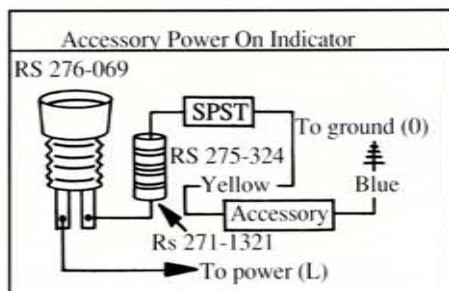 Accessory Power On Indicator
RS 276-069
SPST
To ground (0)
RS 275-324
Yellow
Blue
Accessory
Rs 271-1321
To power (L)